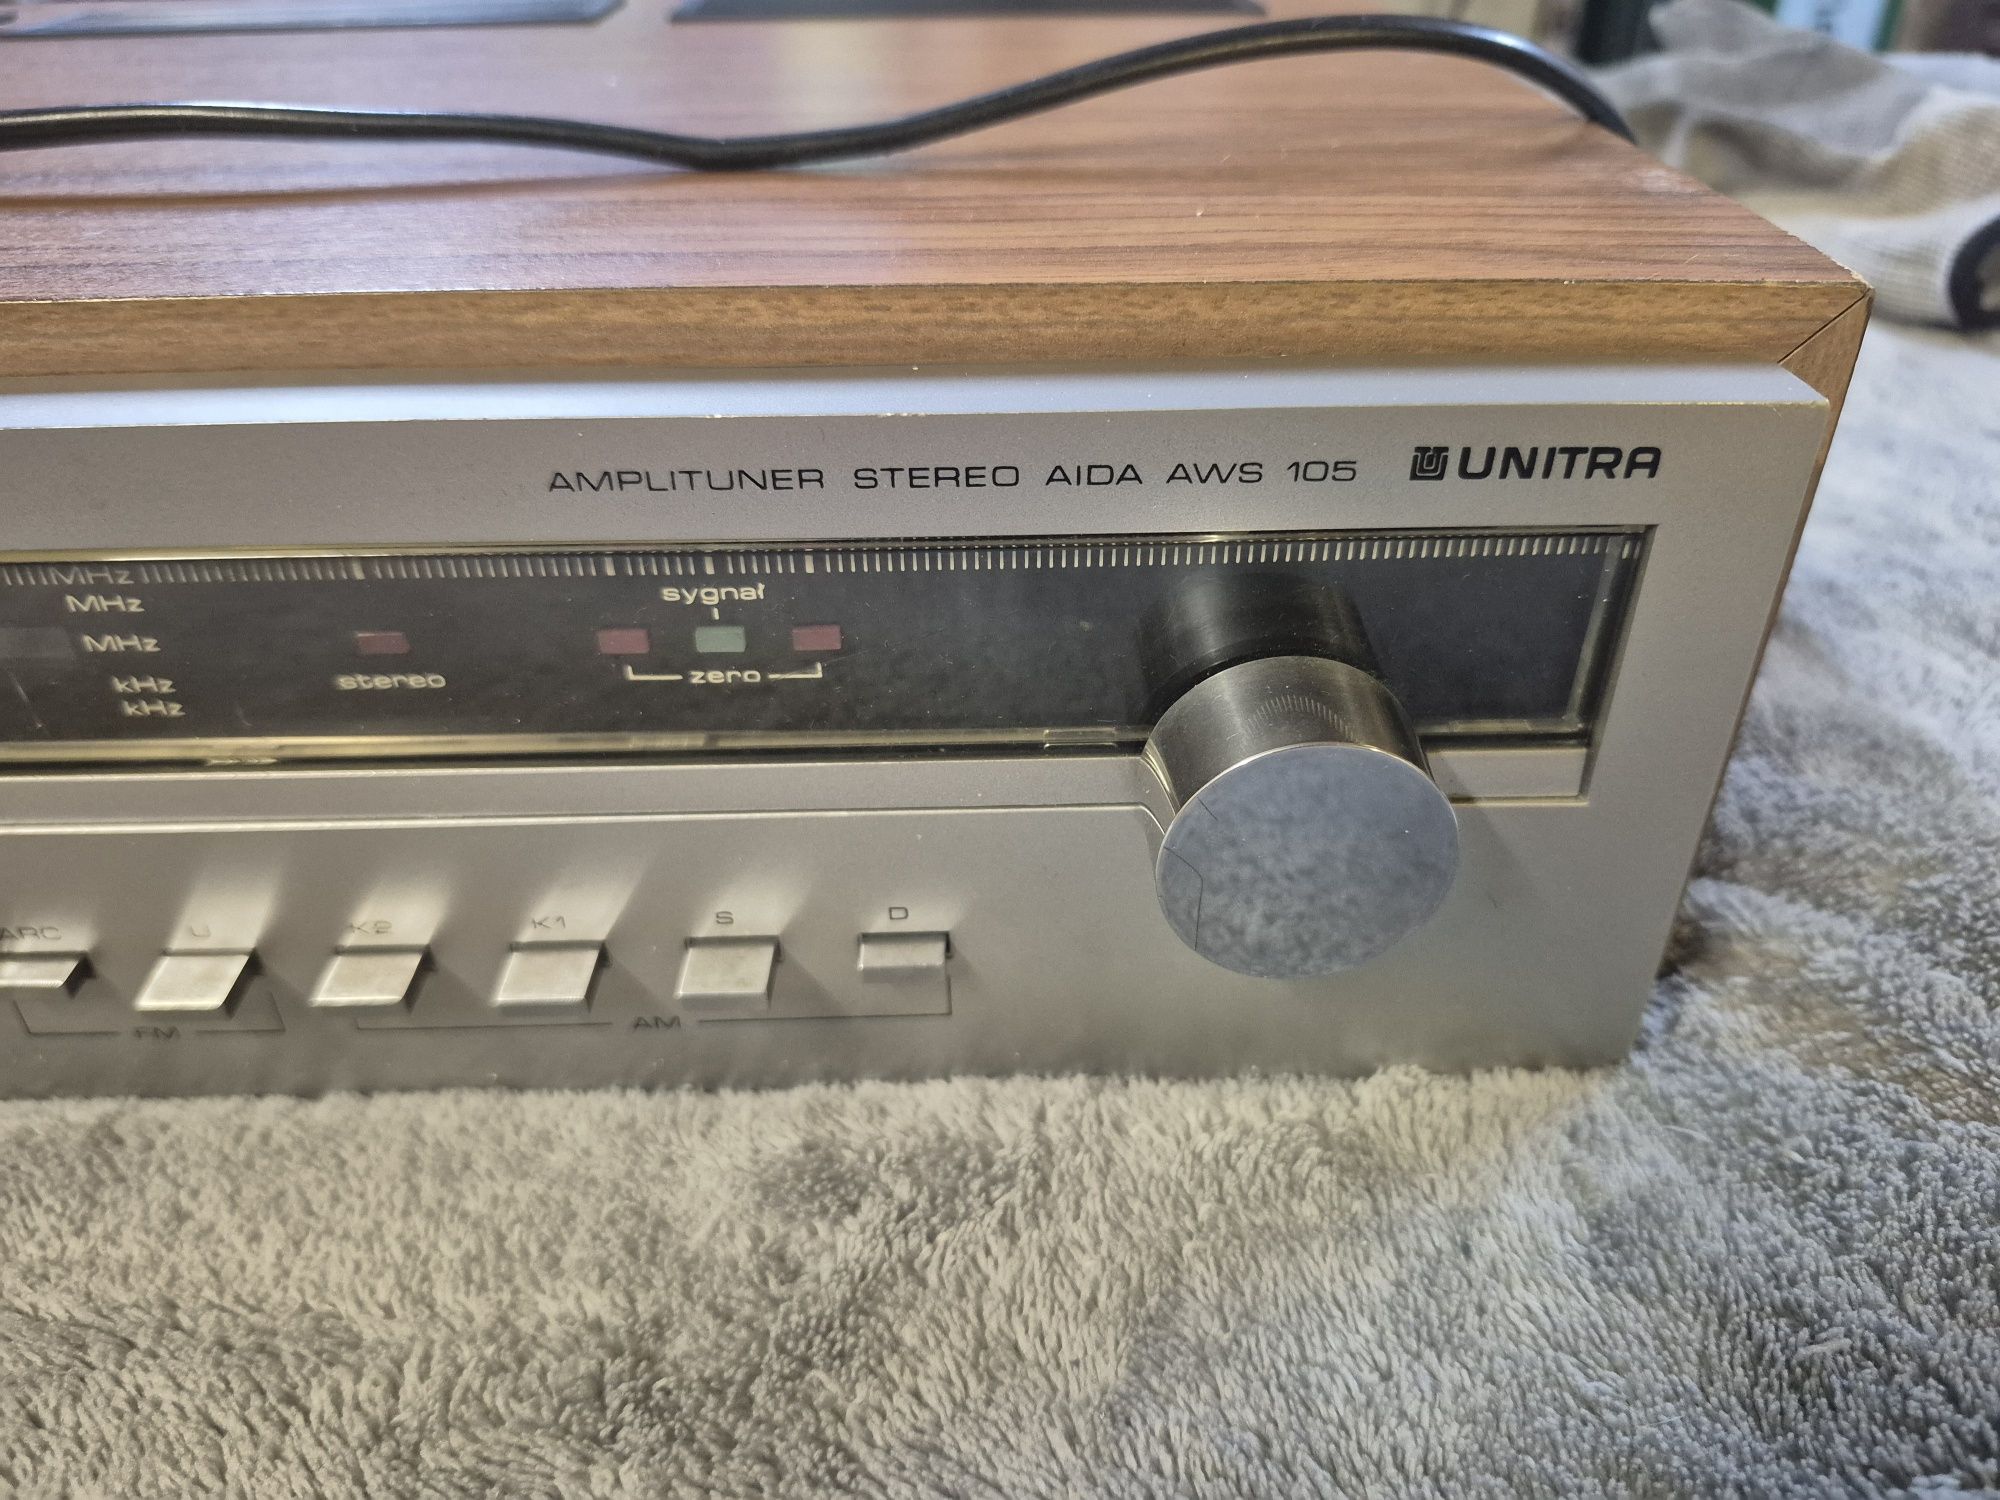 AMPLITUNER STEREO AIDA AWS 105 UNITRA
MHz
MHz
MHz
kHz
kHz
stereo
sygnał
zero
ARC U K2 K1 S D
FM AM